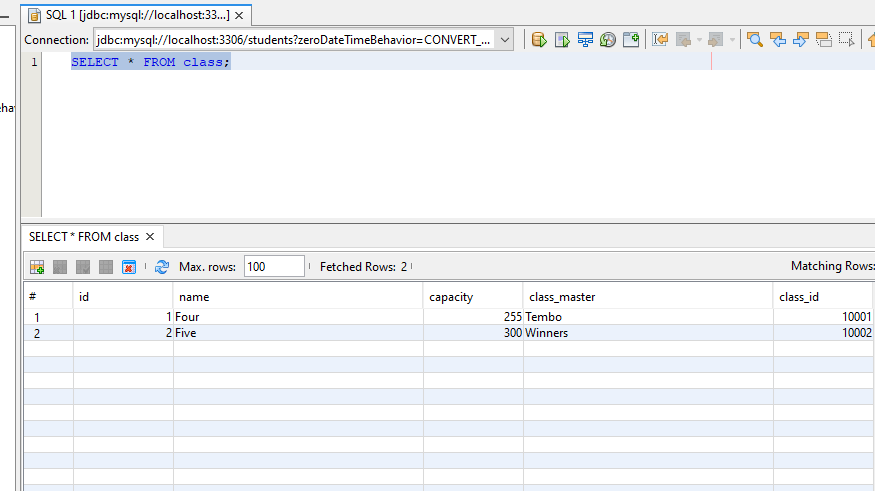 SQL 1 [jdbc:mysql://localhost:33...]
Connection: jdbc:mysql://localhost:3306/students?zeroDateTimeBehavior=CONVERT_...
1 SELECT * FROM class;
SELECT * FROM class
Max. rows: 100 Fetched Rows: 2 Matching Rows:
# id name capacity class_master class_id
1 1 Four 255 Tembo 10001
2 2 Five 300 Winners 10002